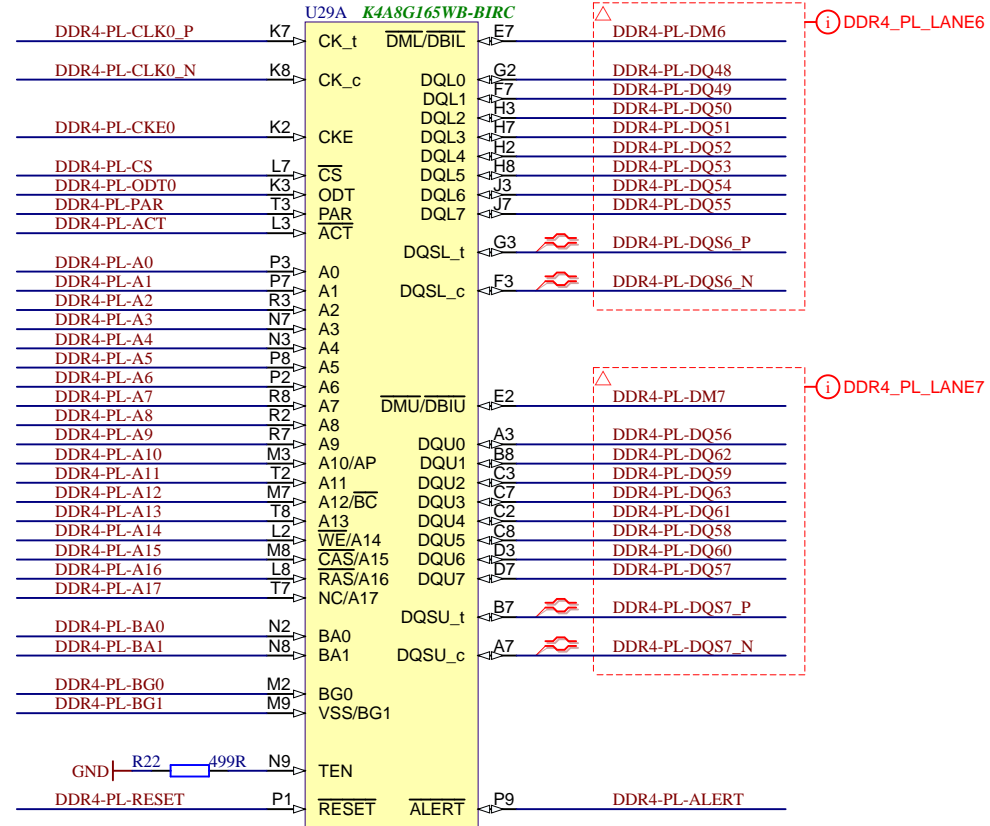 U29A K4A8G165WB-BIRC
DDR4-PL-CLK0_P K7 CK_t DML/DBIL E7 DDR4-PL-DM6 DDR4_PL_LANE6
DDR4-PL-CLK0_N K8 CK_c DQL0 G2 DDR4-PL-DQ48
DQL1 F7 DDR4-PL-DQ49
DQL2 H3 DDR4-PL-DQ50
DDR4-PL-CKE0 K2 CKE DQL3 H7 DDR4-PL-DQ51
DQL4 H2 DDR4-PL-DQ52
DDR4-PL-CS L7 CS DQL5 H8 DDR4-PL-DQ53
DDR4-PL-ODT0 K3 ODT DQL6 J3 DDR4-PL-DQ54
DDR4-PL-PAR T3 PAR DQL7 J7 DDR4-PL-DQ55
DDR4-PL-ACT L3 ACT
DQSL_t G3 DDR4-PL-DQS6_P
DDR4-PL-A0 P3 A0
DDR4-PL-A1 P7 A1 DQSL_c F3 DDR4-PL-DQS6_N
DDR4-PL-A2 R3 A2
DDR4-PL-A3 N7 A3
DDR4-PL-A4 N3 A4
DDR4-PL-A5 P8 A5
DDR4-PL-A6 P2 A6
DDR4-PL-A7 R8 A7 DMU/DBIU E2 DDR4-PL-DM7 DDR4_PL_LANE7
DDR4-PL-A8 R2 A8
DDR4-PL-A9 R7 A9 DQU0 A3 DDR4-PL-DQ56
DDR4-PL-A10 M3 A10/AP DQU1 B8 DDR4-PL-DQ62
DDR4-PL-A11 T2 A11 DQU2 C3 DDR4-PL-DQ59
DDR4-PL-A12 M7 A12/BC DQU3 C7 DDR4-PL-DQ63
DDR4-PL-A13 T8 A13 DQU4 C2 DDR4-PL-DQ61
DDR4-PL-A14 L2 WE/A14 DQU5 C8 DDR4-PL-DQ58
DDR4-PL-A15 M8 CAS/A15 DQU6 D3 DDR4-PL-DQ60
DDR4-PL-A16 L8 RAS/A16 DQU7 D7 DDR4-PL-DQ57
DDR4-PL-A17 T7 NC/A17
DQSU_t B7 DDR4-PL-DQS7_P
DDR4-PL-BA0 N2 BA0
DDR4-PL-BA1 N8 BA1 DQSU_c A7 DDR4-PL-DQS7_N
DDR4-PL-BG0 M2 BG0
DDR4-PL-BG1 M9 VSS/BG1
GND R22 499R N9 TEN
DDR4-PL-RESET P1 RESET ALERT P9 DDR4-PL-ALERT